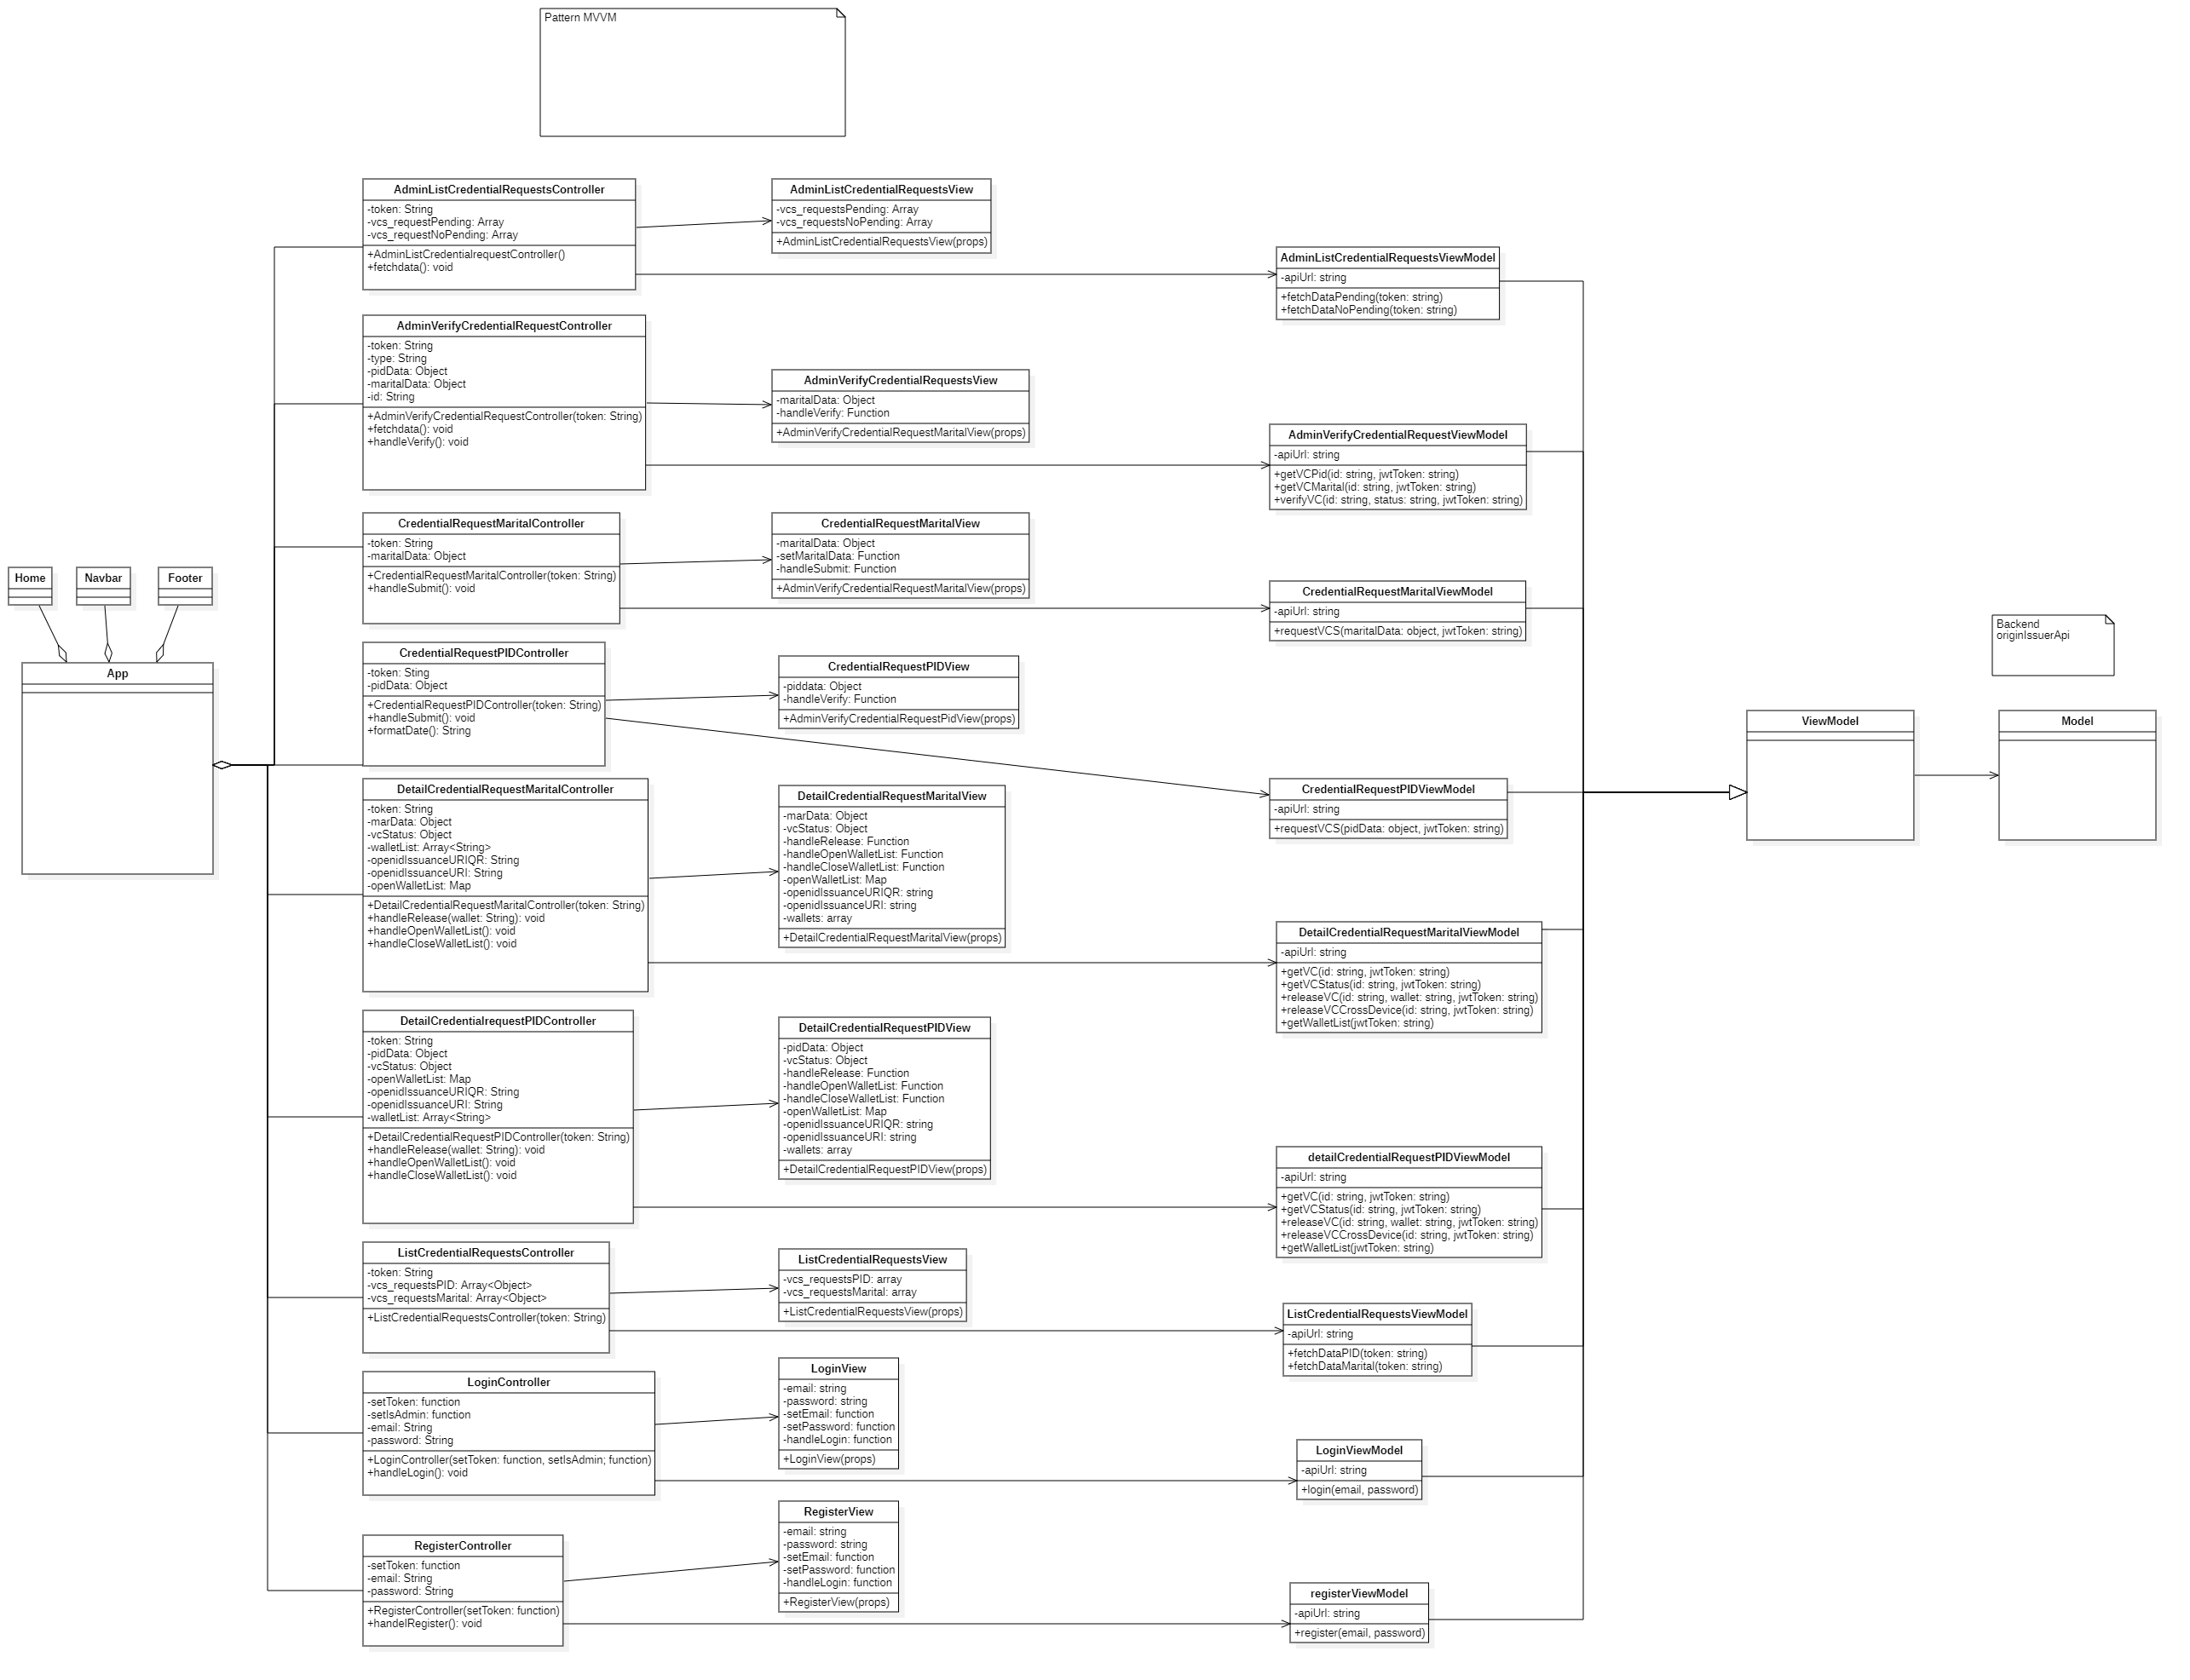 Pattern MVVM
AdminListCredentialRequestsController
-token: String
-vcs_requestPending: Array
-vcs_requestNoPending: Array
+AdminListCredentialrequestController()
+fetchdata(): void
AdminListCredentialRequestsView
-vcs_requestsPending: Array
-vcs_requestsNoPending: Array
+AdminListCredentialRequestsView(props)
AdminListCredentialRequestsViewModel
-apiUrl: string
+fetchDataPending(token: string)
+fetchDataNoPending(token: string)
AdminVerifyCredentialRequestController
-token: String
-type: String
-pidData: Object
-maritalData: Object
-id: String
+AdminVerifyCredentialRequestController(token: String)
+fetchdata(): void
+handleVerify(): void
AdminVerifyCredentialRequestsView
-maritalData: Object
-handleVerify: Function
+AdminVerifyCredentialRequestMaritalView(props)
AdminVerifyCredentialRequestViewModel
-apiUrl: string
+getVCPid(id: string, jwtToken: string)
+getVCMarital(id: string, jwtToken: string)
+verifyVC(id: string, status: string, jwtToken: string)
CredentialRequestMaritalController
-token: String
-maritalData: Object
+CredentialRequestMaritalController(token: String)
+handleSubmit(): void
CredentialRequestMaritalView
-maritalData: Object
-setMaritalData: Function
-handleSubmit: Function
+AdminVerifyCredentialRequestMaritalView(props)
CredentialRequestMaritalViewModel
-apiUrl: string
+requestVCS(maritalData: object, jwtToken: string)
Home
Navbar
Footer
App
Backend
originIssuerApi
CredentialRequestPIDController
-token: Sting
-pidData: Object
+CredentialRequestPIDController(token: String)
+handleSubmit(): void
+formatDate(): String
CredentialRequestPIDView
-piddata: Object
-handleVerify: Function
+AdminVerifyCredentialRequestPidView(props)
ViewModel
Model
CredentialRequestPIDViewModel
-apiUrl: string
+requestVCS(pidData: object, jwtToken: string)
DetailCredentialRequestMaritalController
-token: String
-marData: Object
-vcStatus: Object
-walletList: Array<String>
-openidIssuanceURIQR: String
-openidIssuanceURI: String
-openWalletList: Map
+DetailCredentialRequestMaritalController(token: String)
+handleRelease(wallet: String): void
+handleOpenWalletList(): void
+handleCloseWalletList(): void
DetailCredentialRequestMaritalView
-marData: Object
-vcStatus: Object
-handleRelease: Function
-handleOpenWalletList: Function
-handleCloseWalletList: Function
-openWalletList: Map
-openidIssuanceURIQR: string
-openidIssuanceURI: string
-wallets: array
+DetailCredentialRequestMaritalView(props)
DetailCredentialRequestMaritalViewModel
-apiUrl: string
+getVC(id: string, jwtToken: string)
+getVCStatus(id: string, jwtToken: string)
+releaseVC(id: string, wallet: string, jwtToken: string)
+releaseVCCrossDevice(id: string, jwtToken: string)
+getWalletList(jwtToken: string)
DetailCredentialrequestPIDController
-token: String
-pidData: Object
-vcStatus: Object
-openWalletList: Map
-openidIssuanceURIQR: String
-openidIssuanceURI: String
-walletList: Array<String>
+DetailCredentialRequestPIDController(token: String)
+handleRelease(wallet: String): void
+handleOpenWalletList(): void
+handleCloseWalletList(): void
DetailCredentialRequestPIDView
-pidData: Object
-vcStatus: Object
-handleRelease: Function
-handleOpenWalletList: Function
-handleCloseWalletList: Function
-openWalletList: Map
-openidIssuanceURIQR: string
-openidIssuanceURI: string
-wallets: array
+DetailCredentialRequestPIDView(props)
detailCredentialRequestPIDViewModel
-apiUrl: string
+getVC(id: string, jwtToken: string)
+getVCStatus(id: string, jwtToken: string)
+releaseVC(id: string, wallet: string, jwtToken: string)
+releaseVCCrossDevice(id: string, jwtToken: string)
+getWalletList(jwtToken: string)
ListCredentialRequestsController
-token: String
-vcs_requestsPID: Array<Object>
-vcs_requestsMarital: Array<Object>
+ListCredentialRequestsController(token: String)
ListCredentialRequestsView
-vcs_requestsPID: array
-vcs_requestsMarital: array
+ListCredentialRequestsView(props)
ListCredentialRequestsViewModel
-apiUrl: string
+fetchDataPID(token: string)
+fetchDataMarital(token: string)
LoginController
-setToken: function
-setIsAdmin: function
-email: String
-password: String
+LoginController(setToken: function, setIsAdmin; function)
+handleLogin(): void
LoginView
-email: string
-password: string
-setEmail: function
-setPassword: function
-handleLogin: function
+LoginView(props)
LoginViewModel
-apiUrl: string
+login(email, password)
RegisterController
-setToken: function
-email: String
-password: String
+RegisterController(setToken: function)
+handelRegister(): void
RegisterView
-email: string
-password: string
-setEmail: function
-setPassword: function
-handleLogin: function
+RegisterView(props)
registerViewModel
-apiUrl: string
+register(email, password)